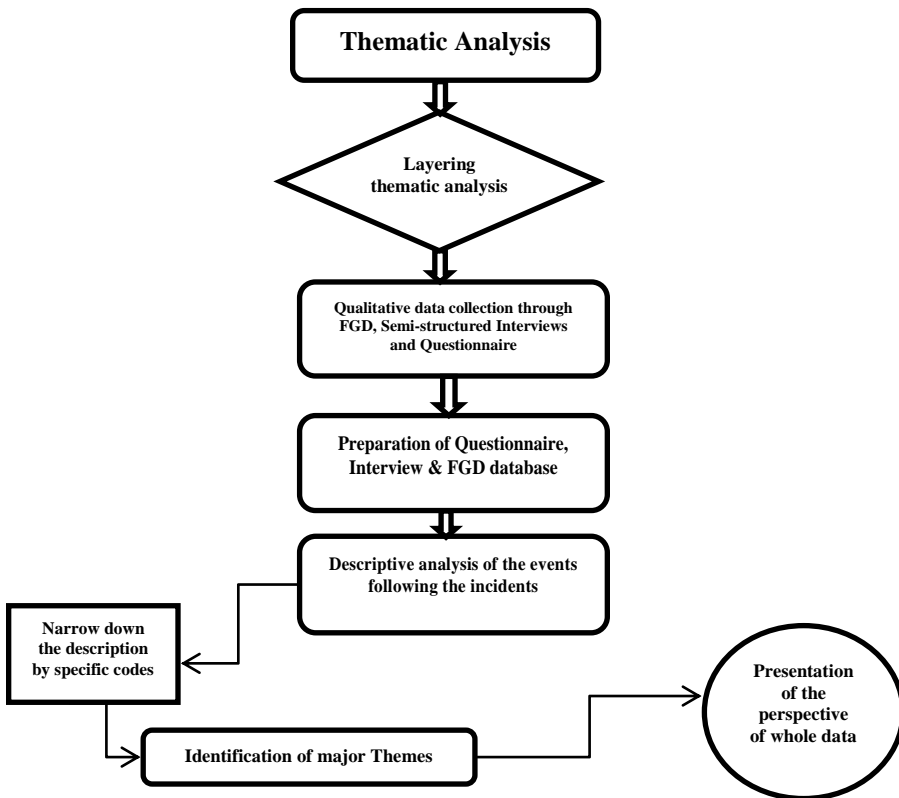 Thematic Analysis
Layering
thematic analysis
Qualitative data collection through
FGD, Semi-structured Interviews
and Questionnaire
Preparation of Questionnaire,
Interview & FGD database
Descriptive analysis of the events
following the incidents
Narrow down
the description
by specific codes
Identification of major Themes
Presentation
of the
perspective
of whole data